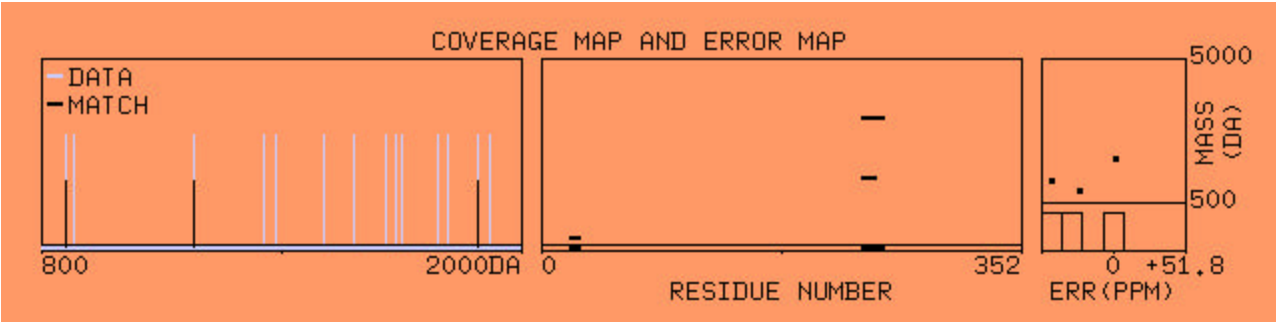 COVERAGE MAP AND ERROR MAP
DATA
MATCH
800
2000DA
0
352
RESIDUE NUMBER
5000
500
MASS
(DA)
0
+51.8
ERR(PPM)